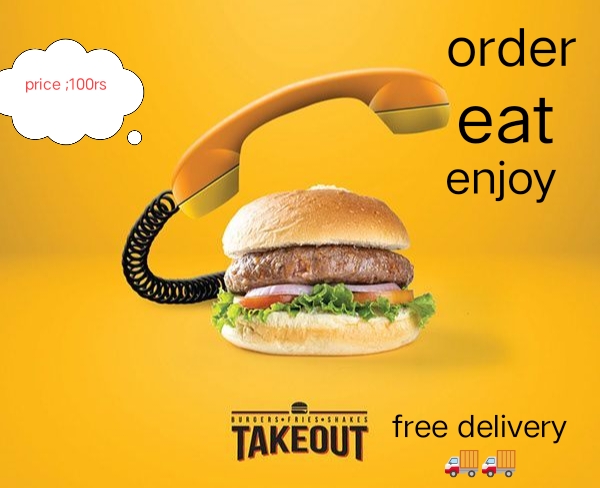 price ;100rs
order
eat
enjoy
BURGERS★FRIES★SHAKES
TAKEOUT
free delivery